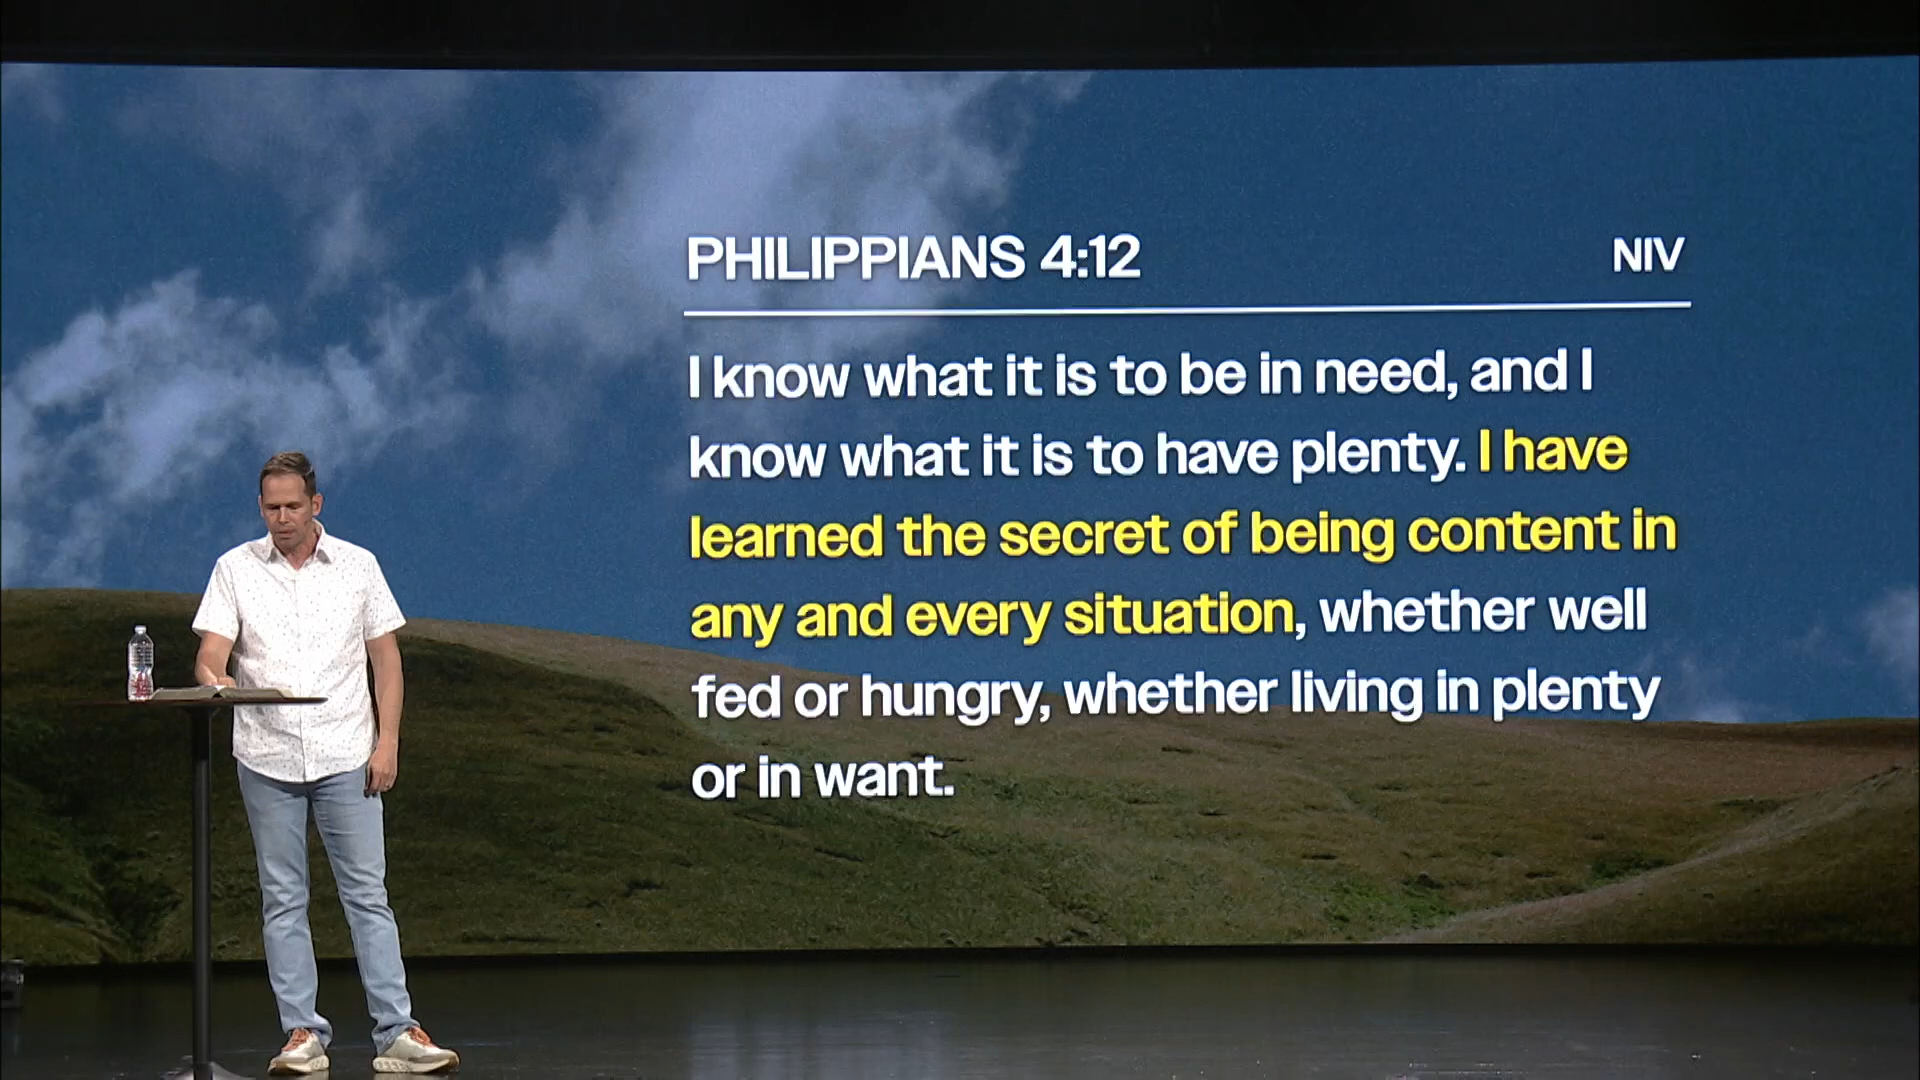 PHILIPPIANS 4:12 NIV
I know what it is to be in need, and I
know what it is to have plenty. I have
learned the secret of being content in
any and every situation, whether well
fed or hungry, whether living in plenty
or in want.